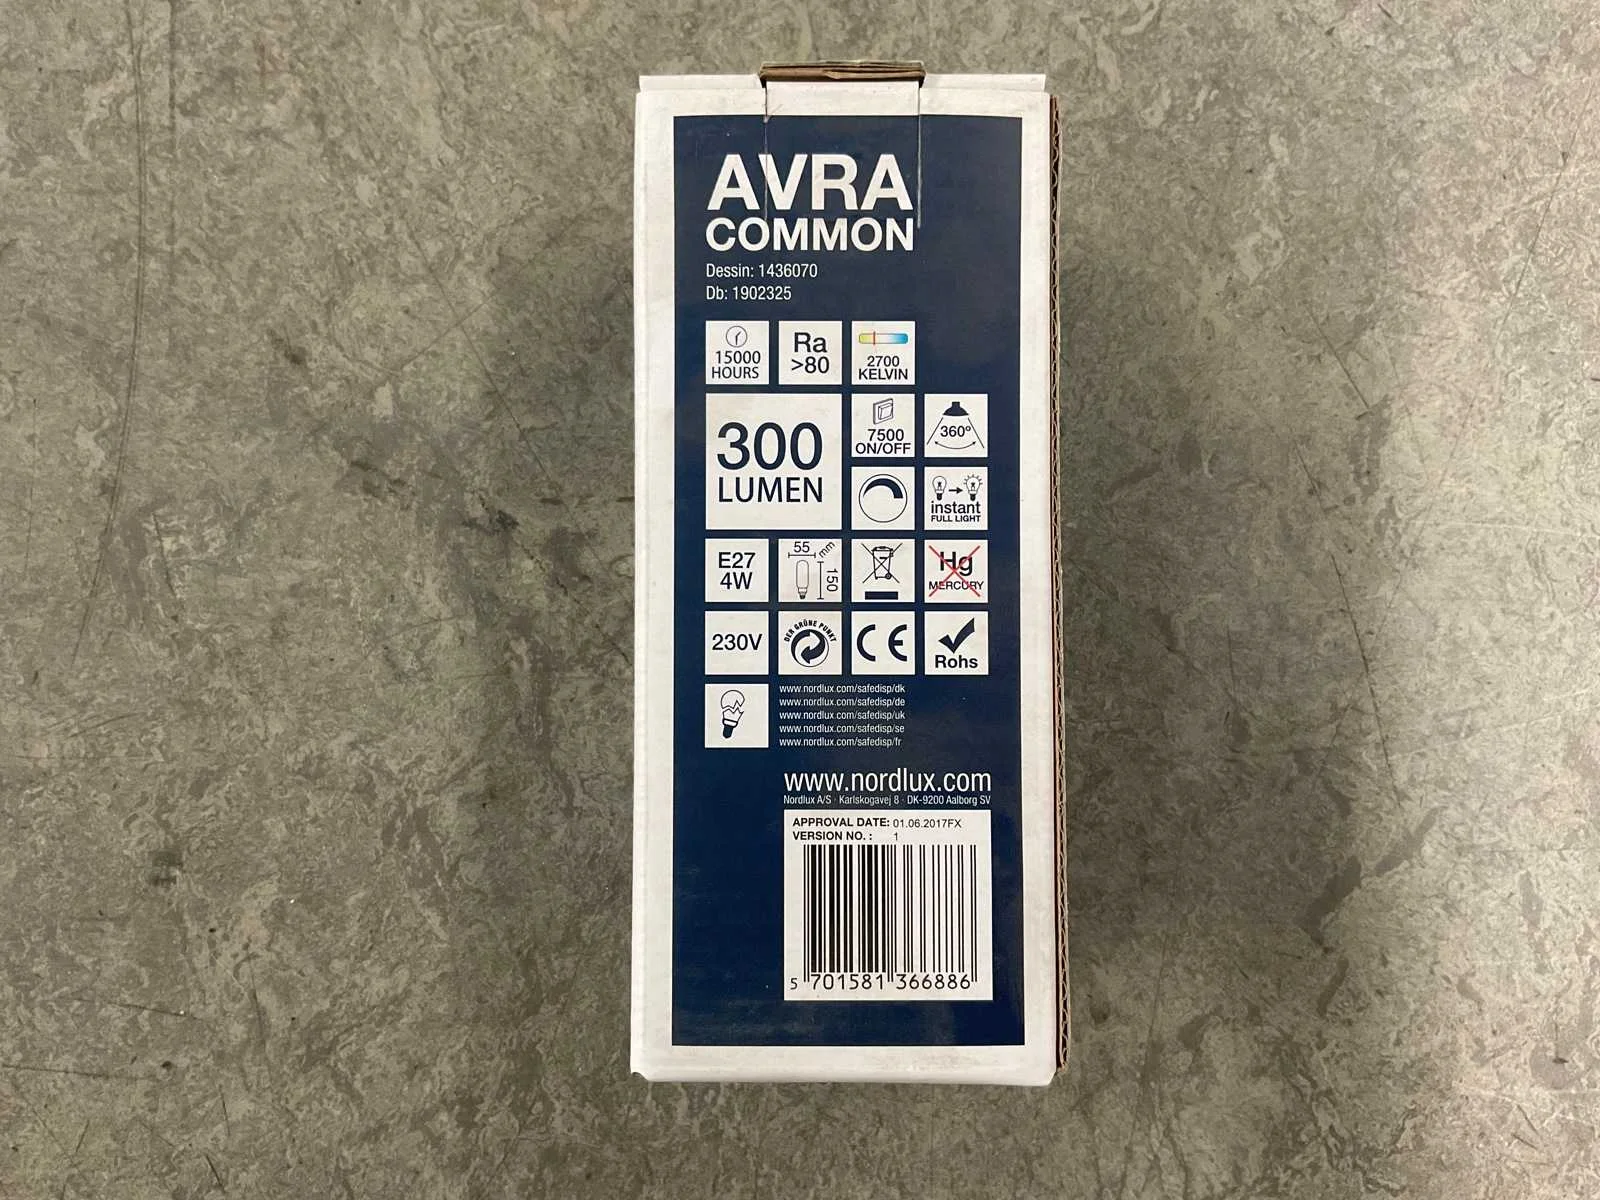 AVRA
COMMON
Dessin: 1436070
Db: 1902325
15000
HOURS
Ra
>80
2700
KELVIN
300
LUMEN
7500
ON/OFF
360º
instant
FULL LIGHT
E27
4W
55
mm
150
Hg
MERCURY
230V
DER GRÜNE PUNKT
CE
Rohs
www.nordlux.com/safedisp/dk
www.nordlux.com/safedisp/de
www.nordlux.com/safedisp/uk
www.nordlux.com/safedisp/se
www.nordlux.com/safedisp/fr
www.nordlux.com
Nordlux A/S · Karlskogavej 8 · DK-9200 Aalborg SV
APPROVAL DATE: 01.06.2017FX
VERSION NO. : 1
5 701581 366886